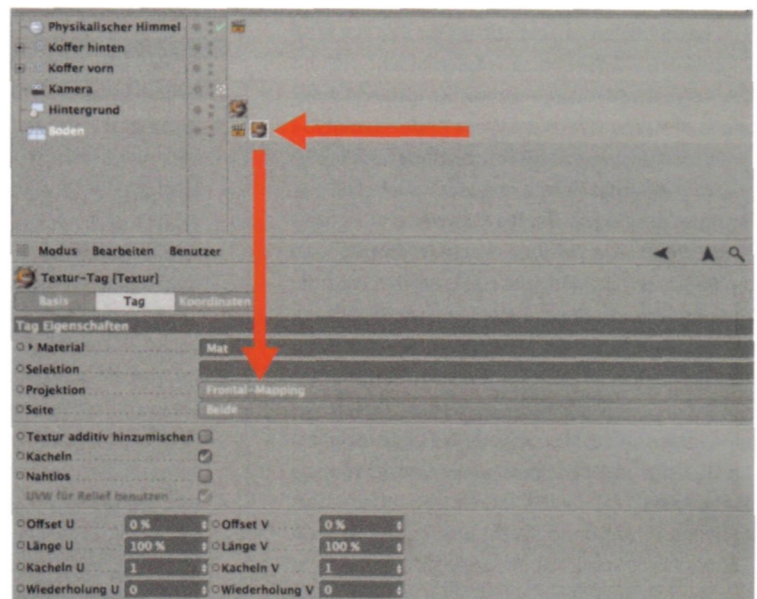 Physikalischer Himmel
Koffer hinten
Koffer vorn
Kamera
Hintergrund
Boden
Modus Bearbeiten Benutzer
Textur-Tag [Textur]
Basis Tag Koordinaten
Tag Eigenschaften
Material Mat
Selektion
Projektion Frontal-Mapping
Seite Beide
Textur additiv hinzumischen
Kacheln
Nahtlos
UVW für Relief benutzen
Offset U 0 % Offset V 0 %
Länge U 100 % Länge V 100 %
Kacheln U 1 Kacheln V 1
Wiederholung U 0 Wiederholung V 0